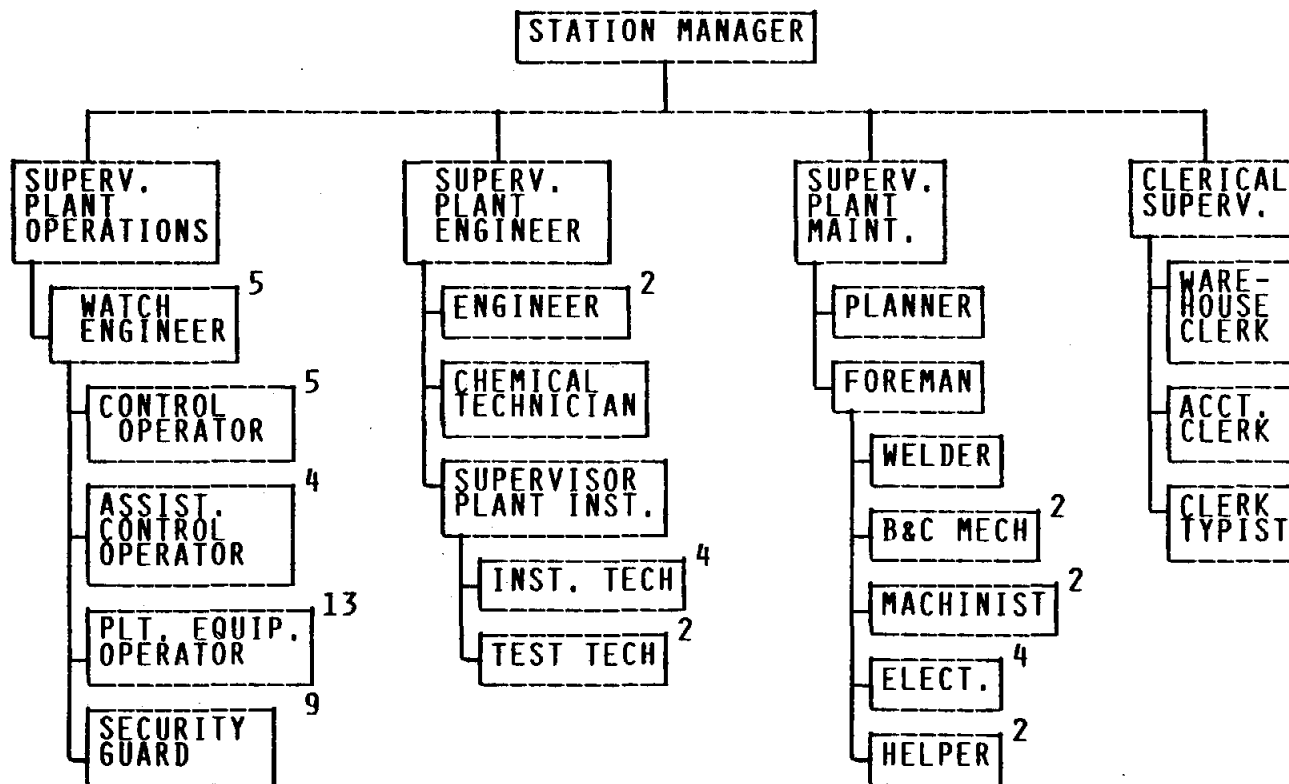 STATION MANAGER
SUPERV.
PLANT
OPERATIONS
5
WATCH
ENGINEER
5
CONTROL
OPERATOR
4
ASSIST.
CONTROL
OPERATOR
13
PLT. EQUIP.
OPERATOR
9
SECURITY
GUARD
SUPERV.
PLANT
ENGINEER
2
ENGINEER
CHEMICAL
TECHNICIAN
SUPERVISOR
PLANT INST.
4
INST. TECH
2
TEST TECH
SUPERV.
PLANT
MAINT.
PLANNER
FOREMAN
WELDER
2
B&C MECH
2
MACHINIST
4
ELECT.
2
HELPER
CLERICAL
SUPERV.
WARE-
HOUSE
CLERK
ACCT.
CLERK
CLERK
TYPIST